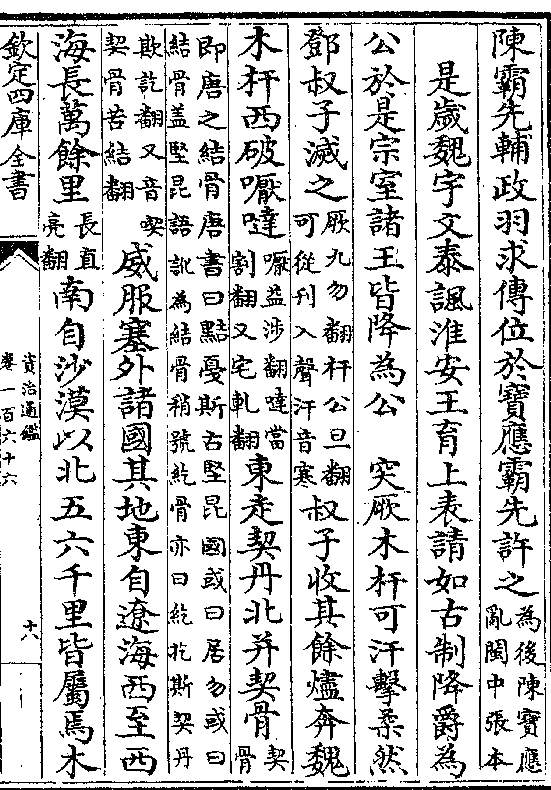 陳霸先輔政羽求傳位於寶應霸先許之為後陳寶應亂閩中張本
是歲魏宇文泰諷淮安王育上表請如古制降爵為
公於是宗室諸王皆降為公 突厥木杆可汗擊柔然
鄧叔子滅之厥九勿翻杆公旦翻可從刋入聲汗音寒叔子收其餘燼奔魏
木杆西破嚈噠嚈益涉翻噠當割翻又宅軋翻東走契丹北并契骨契骨
即唐之結骨唐書曰黠戛斯古堅昆國或曰居勿或曰
結骨盖堅昆語訛為結骨稍號紇骨亦曰紇扢斯契丹
欺訖翻又音喫契骨苦結翻威服塞外諸國其地東自遼海西至西
海長萬餘里長直亮翻南自沙漠以北五六千里皆屬焉木
欽定四庫全書
資治通鑑
卷一百六十六
十八